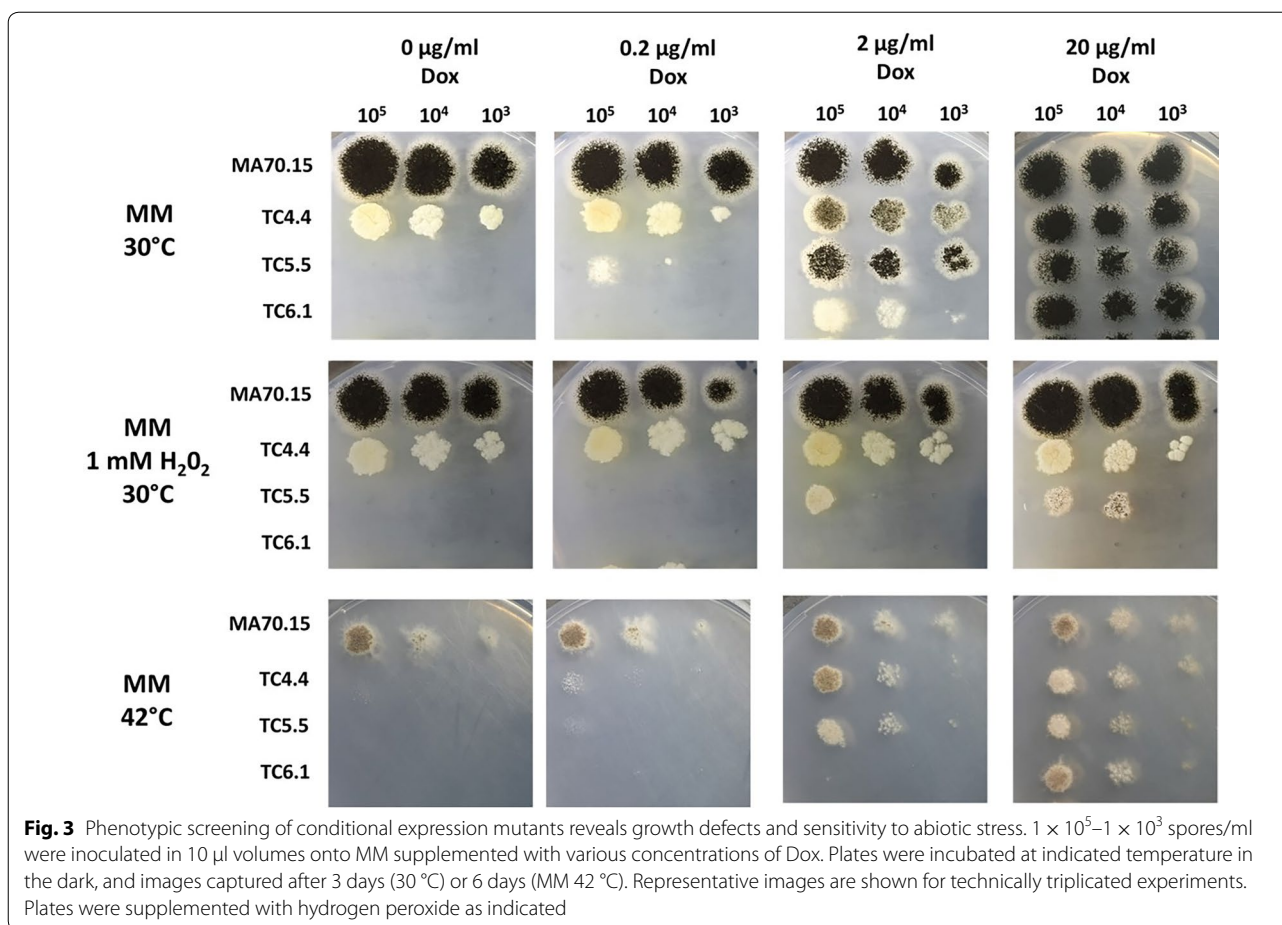 0 µg/ml Dox
0.2 µg/ml Dox
2 µg/ml Dox
20 µg/ml Dox
10⁵ 10⁴ 10³ 10⁵ 10⁴ 10³ 10⁵ 10⁴ 10³ 10⁵ 10⁴ 10³
MM
30°C
MA70.15
TC4.4
TC5.5
TC6.1
MM
1 mM H₂0₂
30°C
MA70.15
TC4.4
TC5.5
TC6.1
MM
42°C
MA70.15
TC4.4
TC5.5
TC6.1
Fig. 3 Phenotypic screening of conditional expression mutants reveals growth defects and sensitivity to abiotic stress. 1 × 10⁵–1 × 10³ spores/ml
were inoculated in 10 µl volumes onto MM supplemented with various concentrations of Dox. Plates were incubated at indicated temperature in
the dark, and images captured after 3 days (30 °C) or 6 days (MM 42 °C). Representative images are shown for technically triplicated experiments.
Plates were supplemented with hydrogen peroxide as indicated